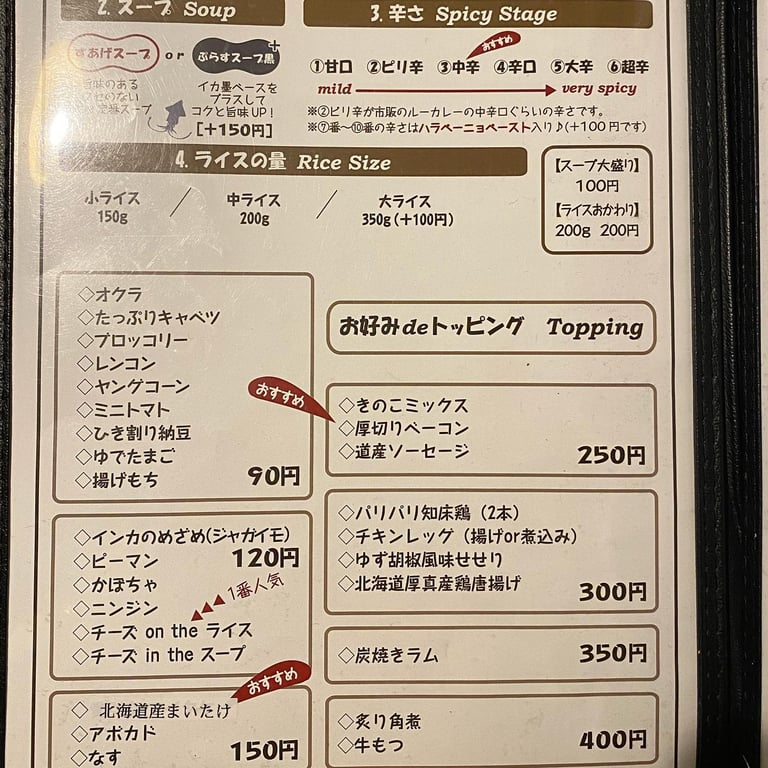 2. スープ Soup
すあげスープ or ぷらすスープ黒
スープ
イカ墨ベースを
プラスして
コクと旨味UP!
[+150円]
3. 辛さ Spicy Stage
おすすめ
①甘口 ②ピリ辛 ③中辛 ④辛口 ⑤大辛 ⑥超辛
mild very spicy
※②ピリ辛が市販のルーカレーの中辛口ぐらいの辛さです。
※⑦番~⑩番の辛さはハラペーニョペースト入り♪(+100円です)
4. ライスの量 Rice Size
小ライス 中ライス 大ライス
150g 200g 350g(+100円)
【スープ大盛り】
100円
【ライスおかわり】
200g 200円
◇オクラ
◇たっぷりキャベツ
◇ブロッコリー
◇レンコン
◇ヤングコーン
◇ミニトマト
◇ひき割り納豆
◇ゆでたまご
◇揚げもち 90円
◇インカのめざめ(ジャガイモ)
◇ピーマン 120円
◇かぼちゃ
◇ニンジン 1番人気
◇チーズ on the ライス
◇チーズ in the スープ
おすすめ
◇ 北海道産まいたけ
◇アボカド
◇なす 150円
お好みdeトッピング Topping
おすすめ
◇きのこミックス
◇厚切りベーコン
◇道産ソーセージ 250円
◇パリパリ知床鶏(2本)
◇チキンレッグ(揚げor煮込み)
◇ゆず胡椒風味せせり
◇北海道厚真産鶏唐揚げ 300円
◇炭焼きラム 350円
◇炙り角煮
◇牛もつ 400円